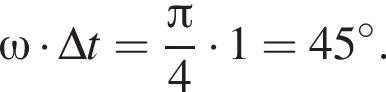 ω · Δt = π/4 · 1 = 45°.